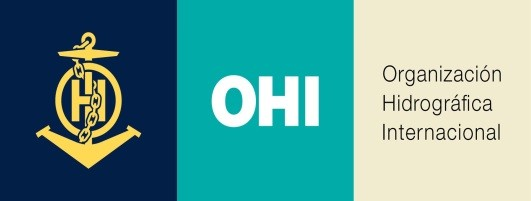 OHI
Organización
Hidrográfica
Internacional